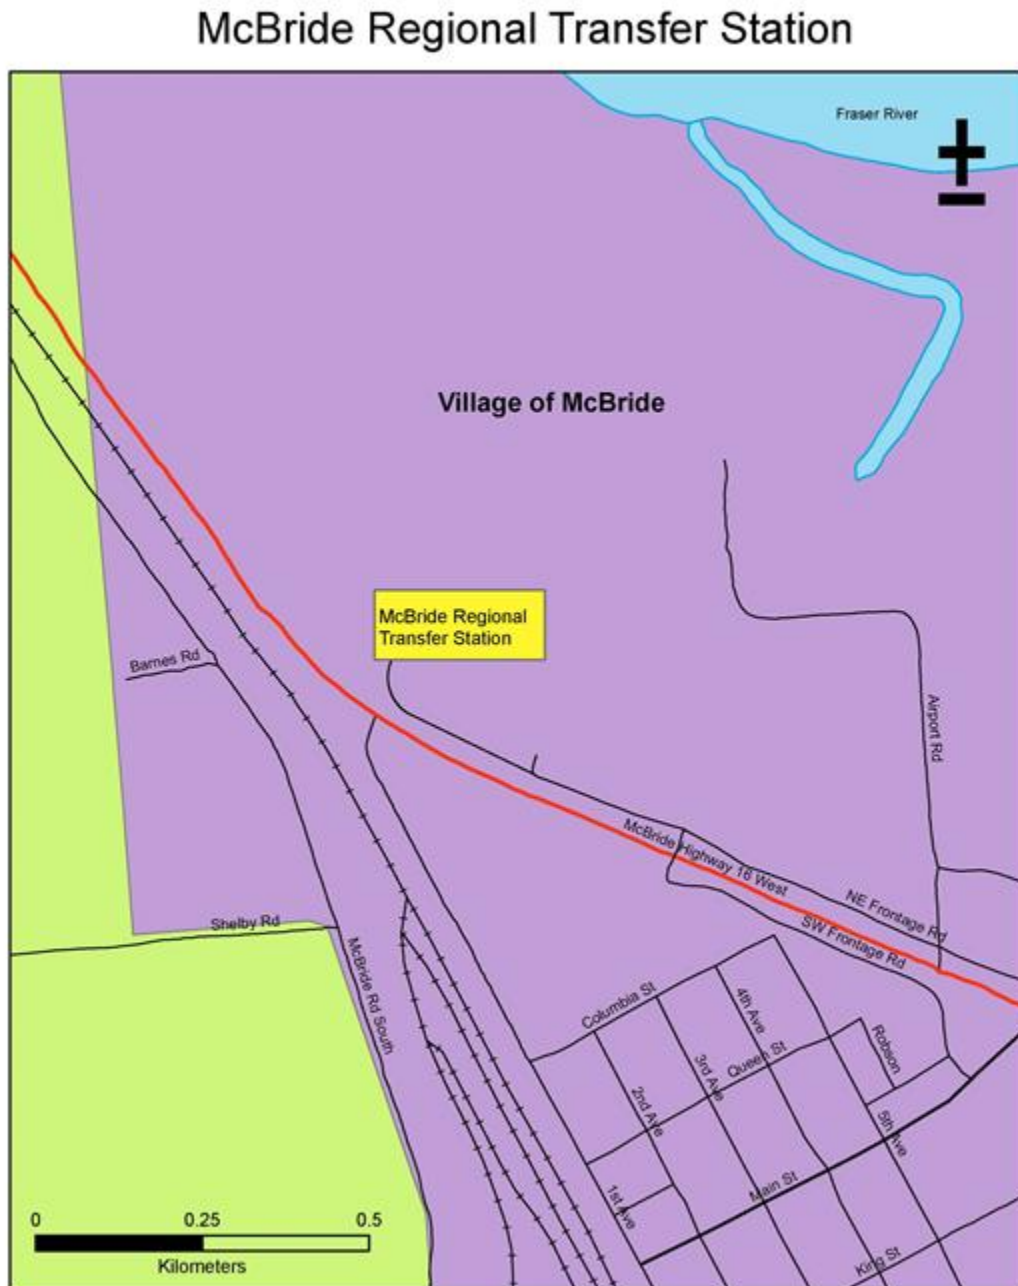 McBride Regional Transfer Station
Fraser River
Village of McBride
McBride Regional
Transfer Station
Barnes Rd
Airport Rd
McBride Highway 16 West
NE Frontage Rd
SW Frontage Rd
Shelby Rd
McBride Rd South
Columbia St
4th Ave
Queen St
Robson
3rd Ave
2nd Ave
5th Ave
Main St
1st Ave
King St
0 0.25 0.5
Kilometers